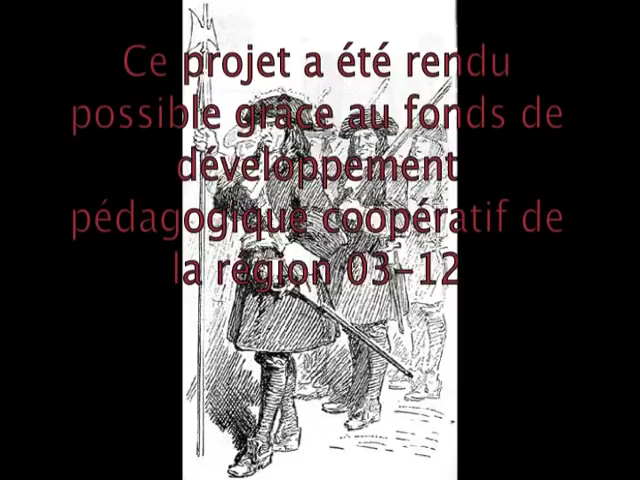 Ce projet a été rendu
possible grâce au fonds de
développement
pédagogique coopératif de
la région 03-12